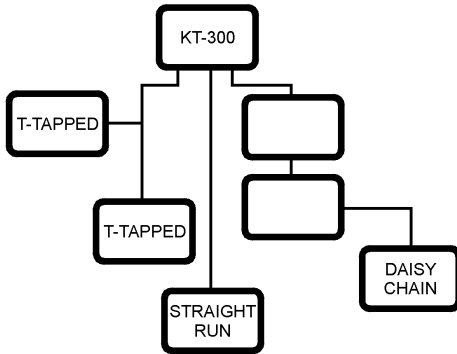 KT-300
T-TAPPED
T-TAPPED
DAISY
CHAIN
STRAIGHT
RUN